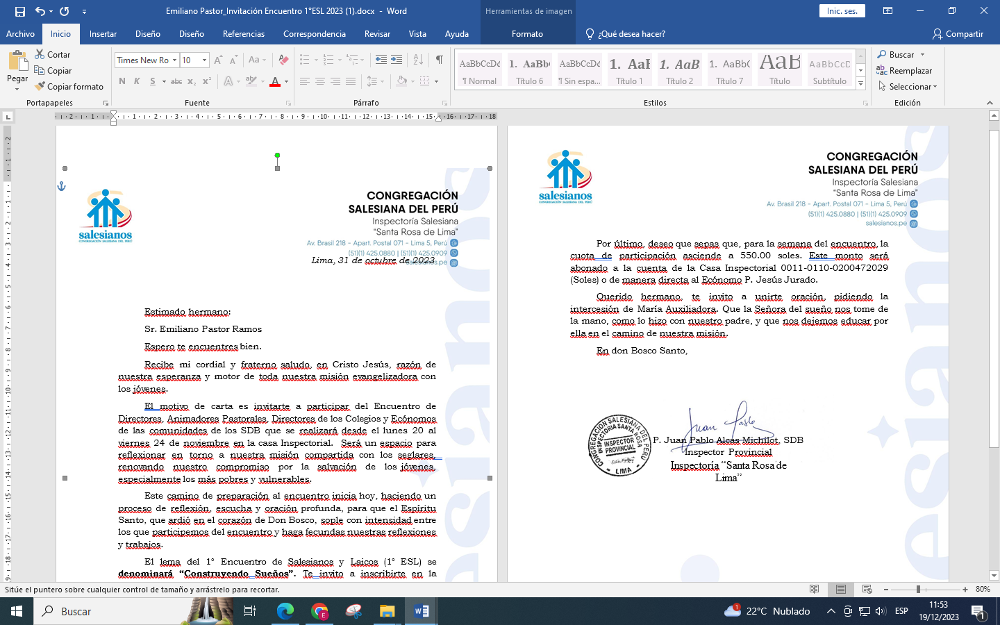 Emiliano Pastor_Invitación Encuentro 1°ESL 2023 (1).docx - Word
Herramientas de imagen
Inic. ses.
Archivo Inicio Insertar Diseño Diseño Referencias Correspondencia Revisar Vista Ayuda Formato ¿Qué desea hacer? Compartir
Pegar
Cortar
Copiar
Copiar formato
Portapapeles
Times New Ro 10
Fuente
Párrafo
AaBbCcDd ¶ Normal
1. AaBb Título 6
AaBbCcDd ¶ Sin espa...
1. AaB Título 1
1. AaB Título 2
1. AaBbC Título 7
AaB Título
AaBbCcD Subtítulo
Estilos
Buscar
Reemplazar
Seleccionar
Edición
salesianos
CONGREGACIÓN SALESIANA DEL PERÚ
CONGREGACIÓN
SALESIANA DEL PERÚ
Inspectoría Salesiana
“Santa Rosa de Lima”
Av. Brasil 218 - Apart. Postal 071 - Lima 5, Perú
(51)(1) 425.0880 | (51)(1) 425.0909
salesianos.pe
Lima, 31 de octubre de 2023
Estimado hermano:
Sr. Emiliano Pastor Ramos
Espero te encuentres bien.
Recibe mi cordial y fraterno saludo, en Cristo Jesús, razón de
nuestra esperanza y motor de toda nuestra misión evangelizadora con
los jóvenes.
El motivo de carta es invitarte a participar del Encuentro de
Directores, Animadores Pastorales, Directores de los Colegios y Ecónomos
de las comunidades de los SDB que se realizará desde el lunes 20 al
viernes 24 de noviembre en la casa Inspectorial. Será un espacio para
reflexionar en torno a nuestra misión compartida con los seglares,
renovando nuestro compromiso por la salvación de los jóvenes,
especialmente los más pobres y vulnerables.
Este camino de preparación al encuentro inicia hoy, haciendo un
proceso de reflexión, escucha y oración profunda, para que el Espíritu
Santo, que ardió en el corazón de Don Bosco, sople con intensidad entre
los que participemos del encuentro y haga fecundas nuestras reflexiones
y trabajos.
El lema del 1° Encuentro de Salesianos y Laicos (1° ESL) se
denominará “Construyendo Sueños”. Te invito a inscribirte en la
salesianos
CONGREGACIÓN SALESIANA DEL PERÚ
CONGREGACIÓN
SALESIANA DEL PERÚ
Inspectoría Salesiana
“Santa Rosa de Lima”
Av. Brasil 218 - Apart. Postal 071 - Lima 5, Perú
(51)(1) 425.0880 | (51)(1) 425.0909
salesianos.pe
Por último, deseo que sepas que, para la semana del encuentro, la
cuota de participación asciende a 550.00 soles. Este monto será
abonado a la cuenta de la Casa Inspectorial 0011-0110-0200472029
(Soles) o de manera directa al Ecónomo P. Jesús Jurado.
Querido hermano, te invito a unirte oración, pidiendo la
intercesión de María Auxiliadora. Que la Señora del sueño nos tome de
la mano, como lo hizo con nuestro padre, y que nos dejemos educar por
ella en el camino de nuestra misión.
En don Bosco Santo,
Juan Pablo
CONGREGACIÓN SALESIANA DEL PERÚ
INSPECTORIA SANTA ROSA
INSPECTOR
PROVINCIAL
LIMA
P. Juan Pablo Alcas Michilot, SDB
Inspector Provincial
Inspectoría “Santa Rosa de
Lima”
esianos
esianos
Sitúe el puntero sobre cualquier control de tamaño y arrástrelo para recortar.
80%
Buscar
22°C Nublado
ESP
11:53
19/12/2023